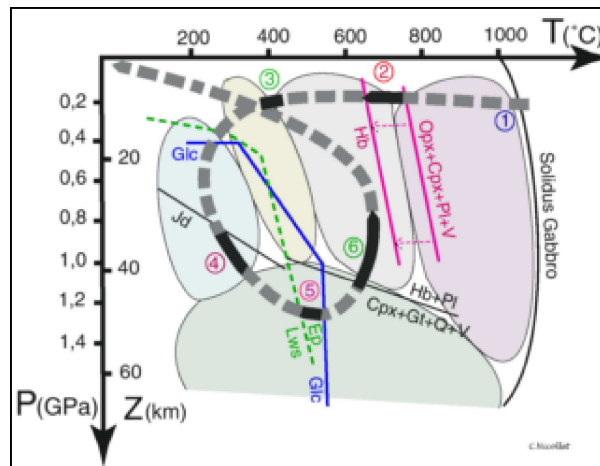 T(°C)
200 400 600 800 1000
③ ② ①
0,2
0,4
0,6
0,8
1,0
1,2
1,4
20
40
60
Glc
Hb
Opx+Cpx+Pl+V
Solidus Gabbro
Jd
④ ⑥
⑤
Hb+Pl
Cpx+Gt+Q+V
Ep
Lws
Glc
P(GPa) Z(km)
C.Nicollet